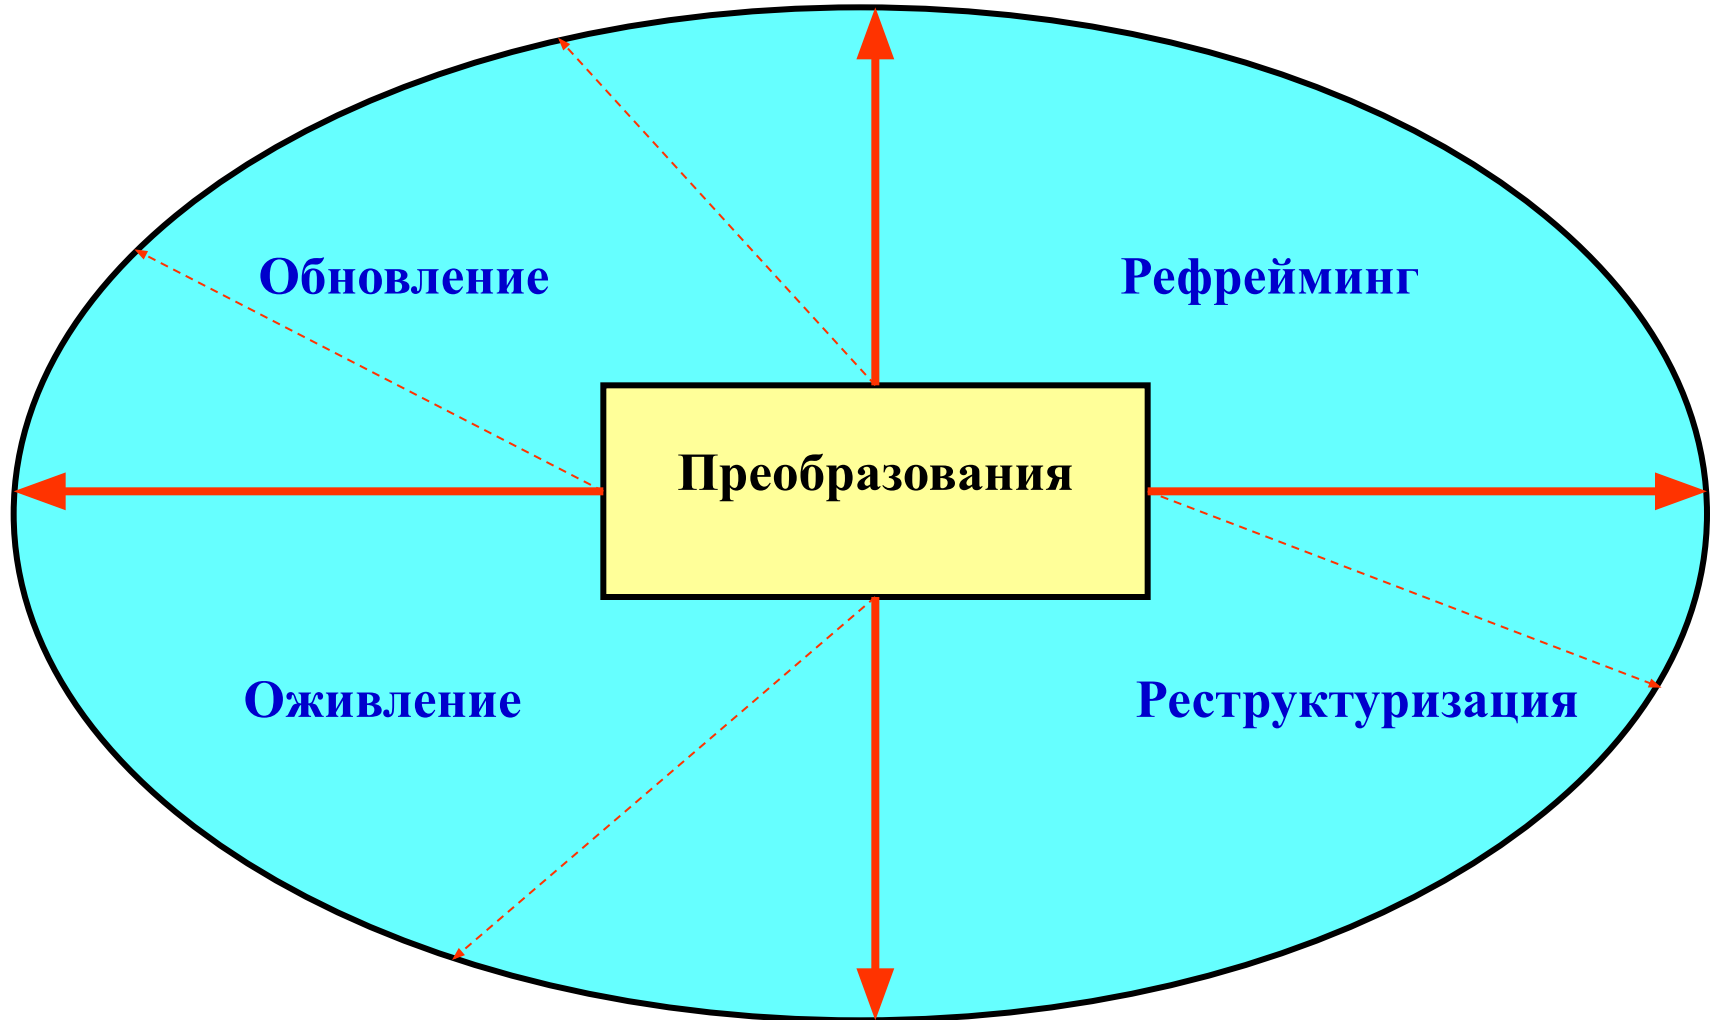 Обновление
Рефрейминг
Преобразования
Оживление
Реструктуризация